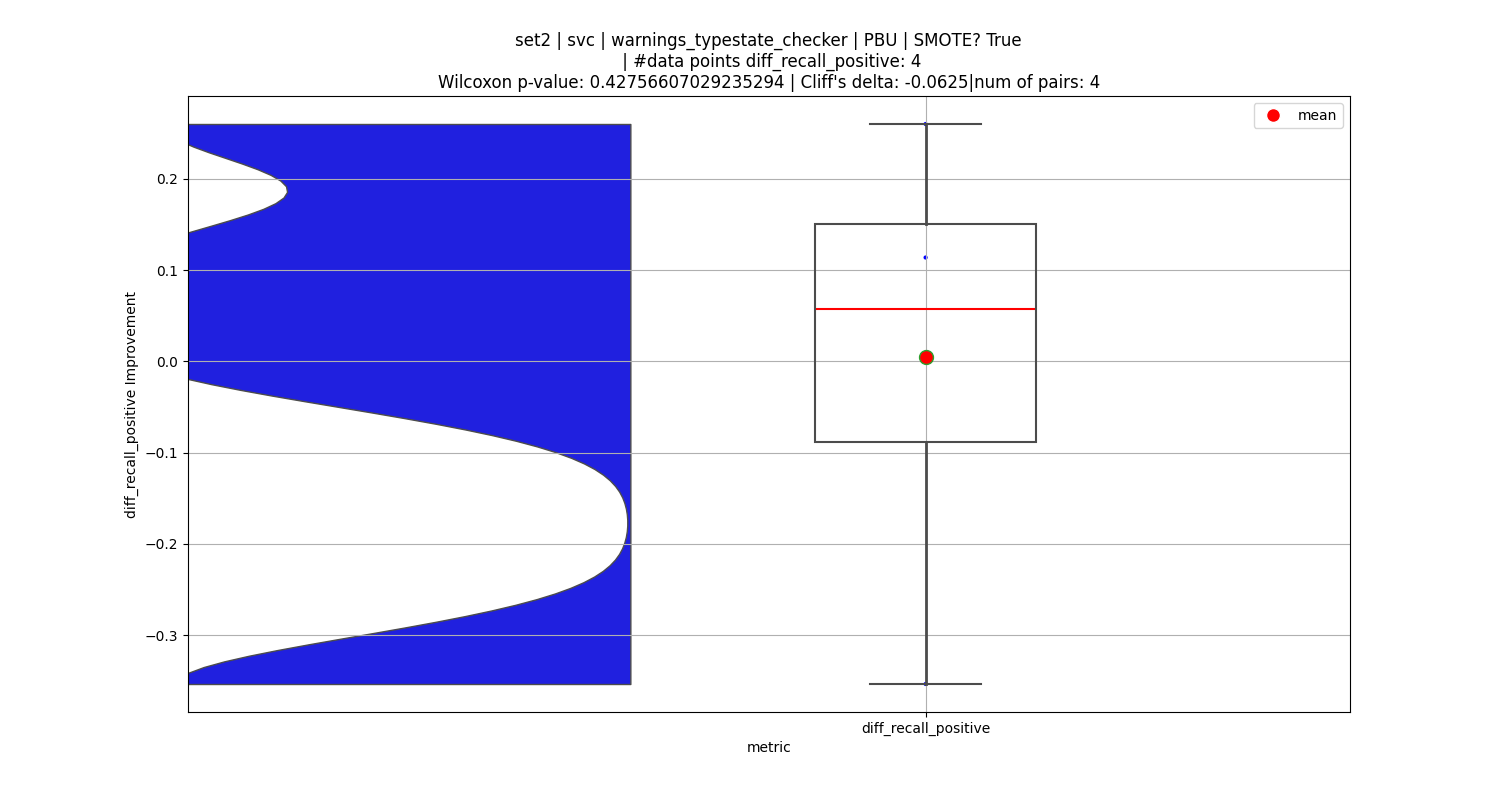 set2 | svc | warnings_typestate_checker | PBU | SMOTE? True
| #data points diff_recall_positive: 4
Wilcoxon p-value: 0.42756607029235294 | Cliff's delta: -0.0625|num of pairs: 4
mean
0.2
0.1
0.0
−0.1
−0.2
−0.3
diff_recall_positive Improvement
diff_recall_positive
metric